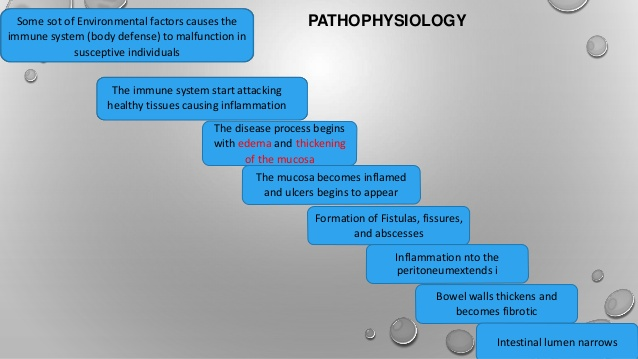 PATHOPHYSIOLOGY
Some sot of Environmental factors causes the
immune system (body defense) to malfunction in
susceptive individuals
The immune system start attacking
healthy tissues causing inflammation
The disease process begins
with edema and thickening
of the mucosa
The mucosa becomes inflamed
and ulcers begins to appear
Formation of Fistulas, fissures,
and abscesses
Inflammation nto the
peritoneumextends i
Bowel walls thickens and
becomes fibrotic
Intestinal lumen narrows